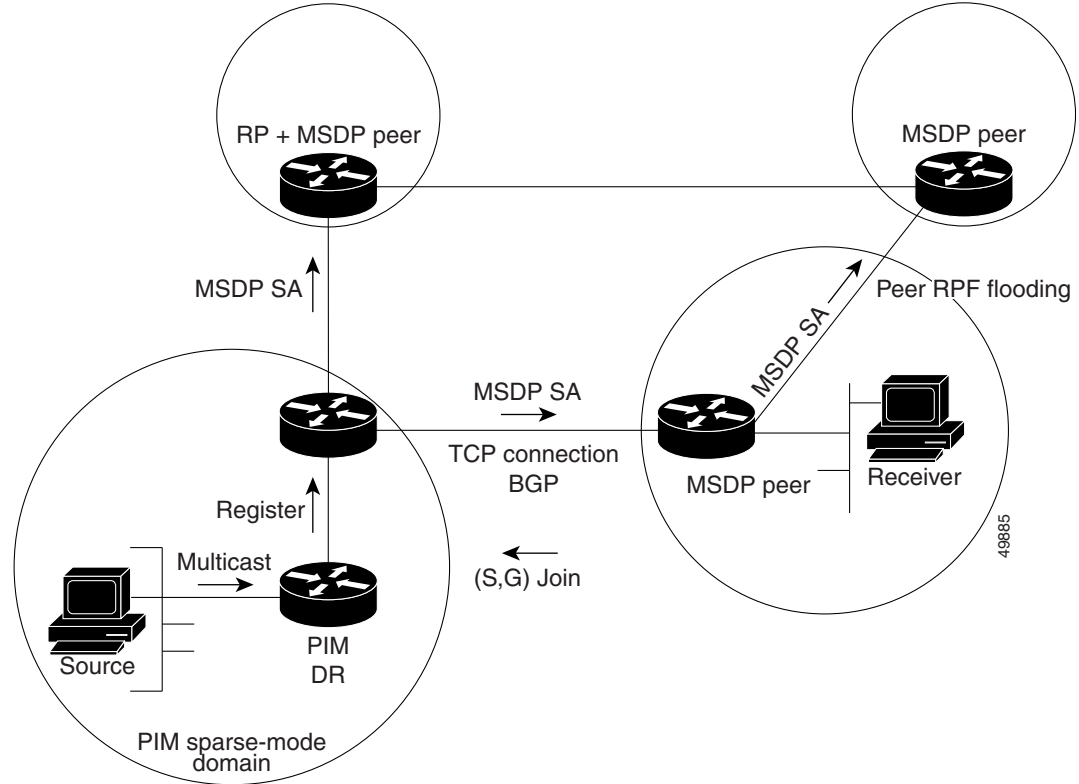 RP + MSDP peer
MSDP peer
MSDP SA
Peer RPF flooding
MSDP SA
MSDP SA
TCP connection
BGP
MSDP peer
Receiver
Register
49885
Multicast
(S,G) Join
Source
PIM
DR
PIM sparse-mode
domain